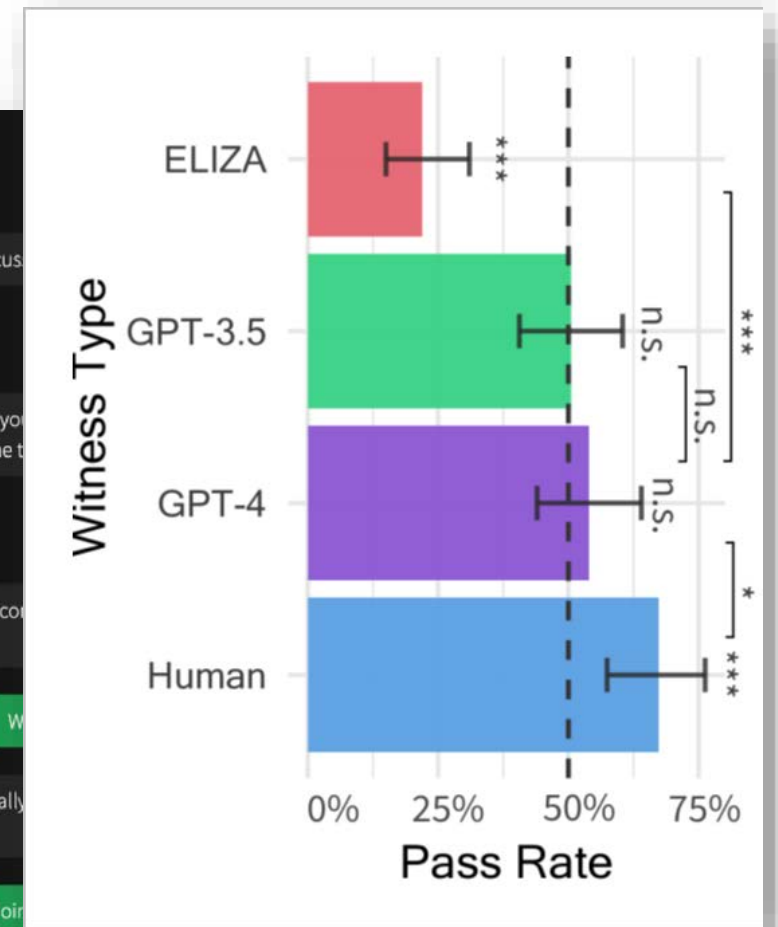 Witness Type
ELIZA
***
GPT-3.5
n.s.
***
n.s.
GPT-4
n.s.
*
Human
***
0% 25% 50% 75%
Pass Rate